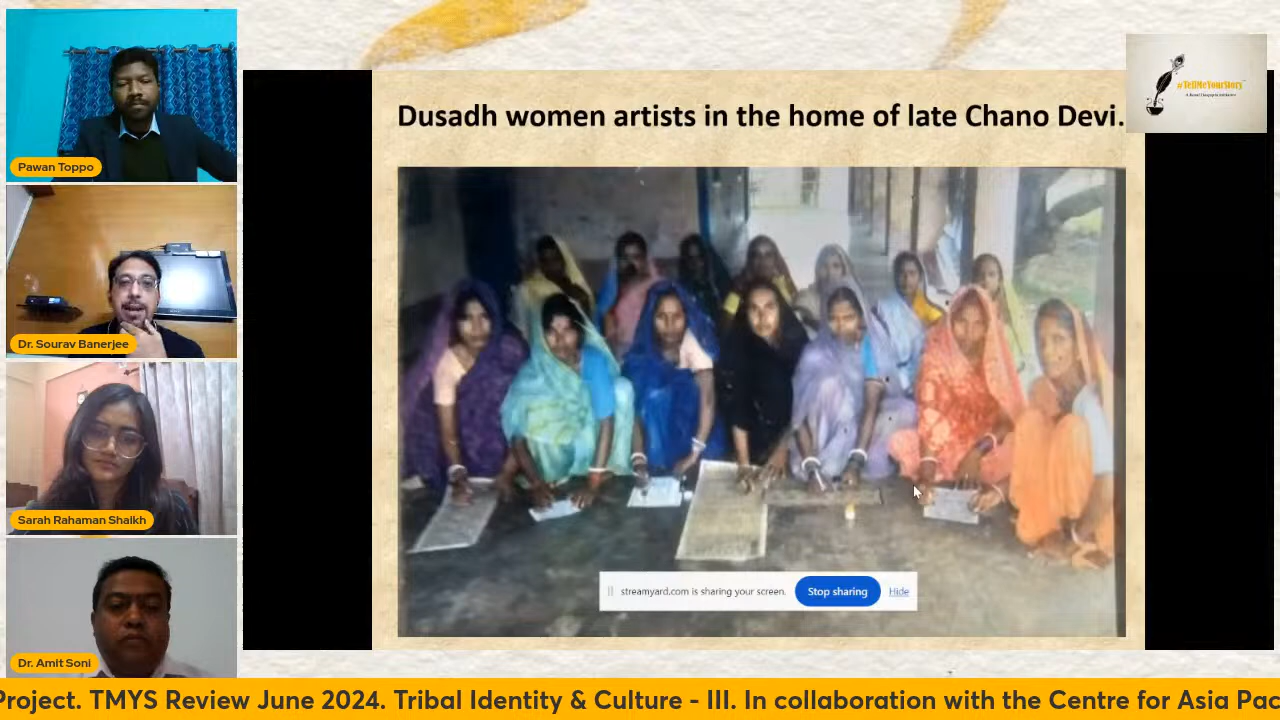 Pawan Toppo
Dr. Sourav Banerjee
Sarah Rahaman Shaikh
Dr. Amit Soni
Dusadh women artists in the home of late Chano Devi.
#TellMeYourStory
streamyard.com is sharing your screen.
Stop sharing
Hide
Project. TMYS Review June 2024. Tribal Identity & Culture - III. In collaboration with the Centre for Asia Pac